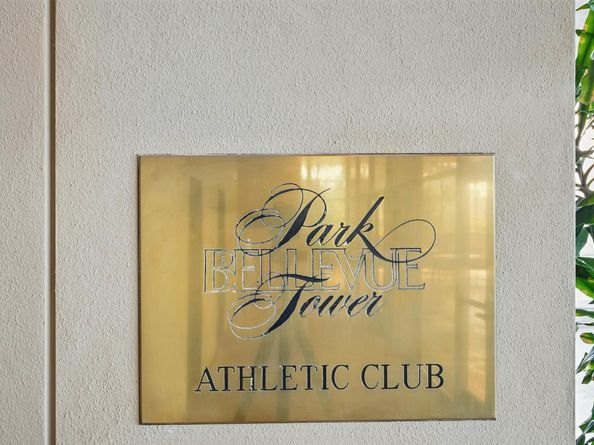 Park
BELLEVUE
Tower
ATHLETIC CLUB